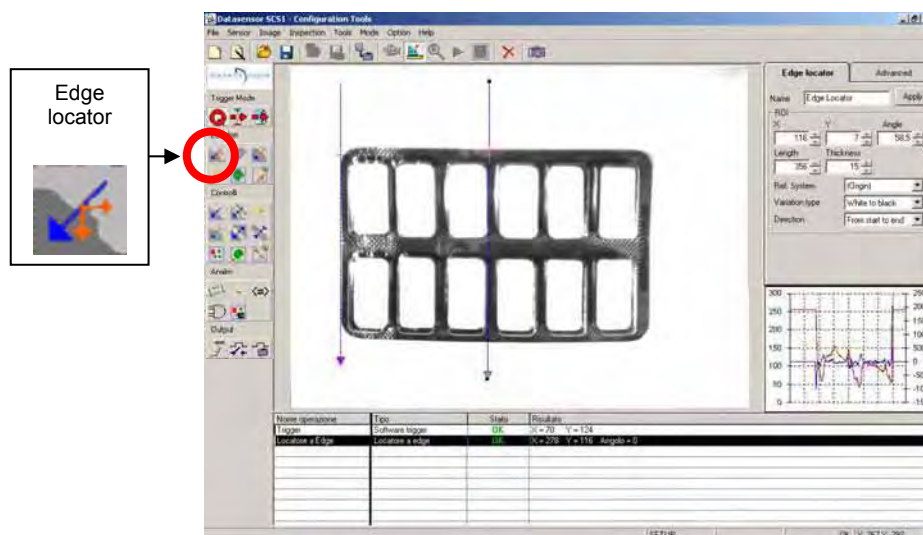 Edge
locator
Datasensor SCS1 - Configuration Tools
File Sensor Image Inspection Tools Mode Option Help
Trigger Mode
Controlli
Analisi
Output
Edge locator Advanced
Name Edge Locator Apply
ROI
X Y Angle
116 7 58,5
Length Thickness
356 15
Ref. System (Origin)
Variation type White to black
Direction From start to end
300
250
200
150
100
50
0
Nome operazione Tipo Stato Risultato
Trigger Software trigger OK X = 70 Y = 124
Locatore a Edge Locatore a edge OK X = 278 Y = 116 Angolo = 0
SETUP